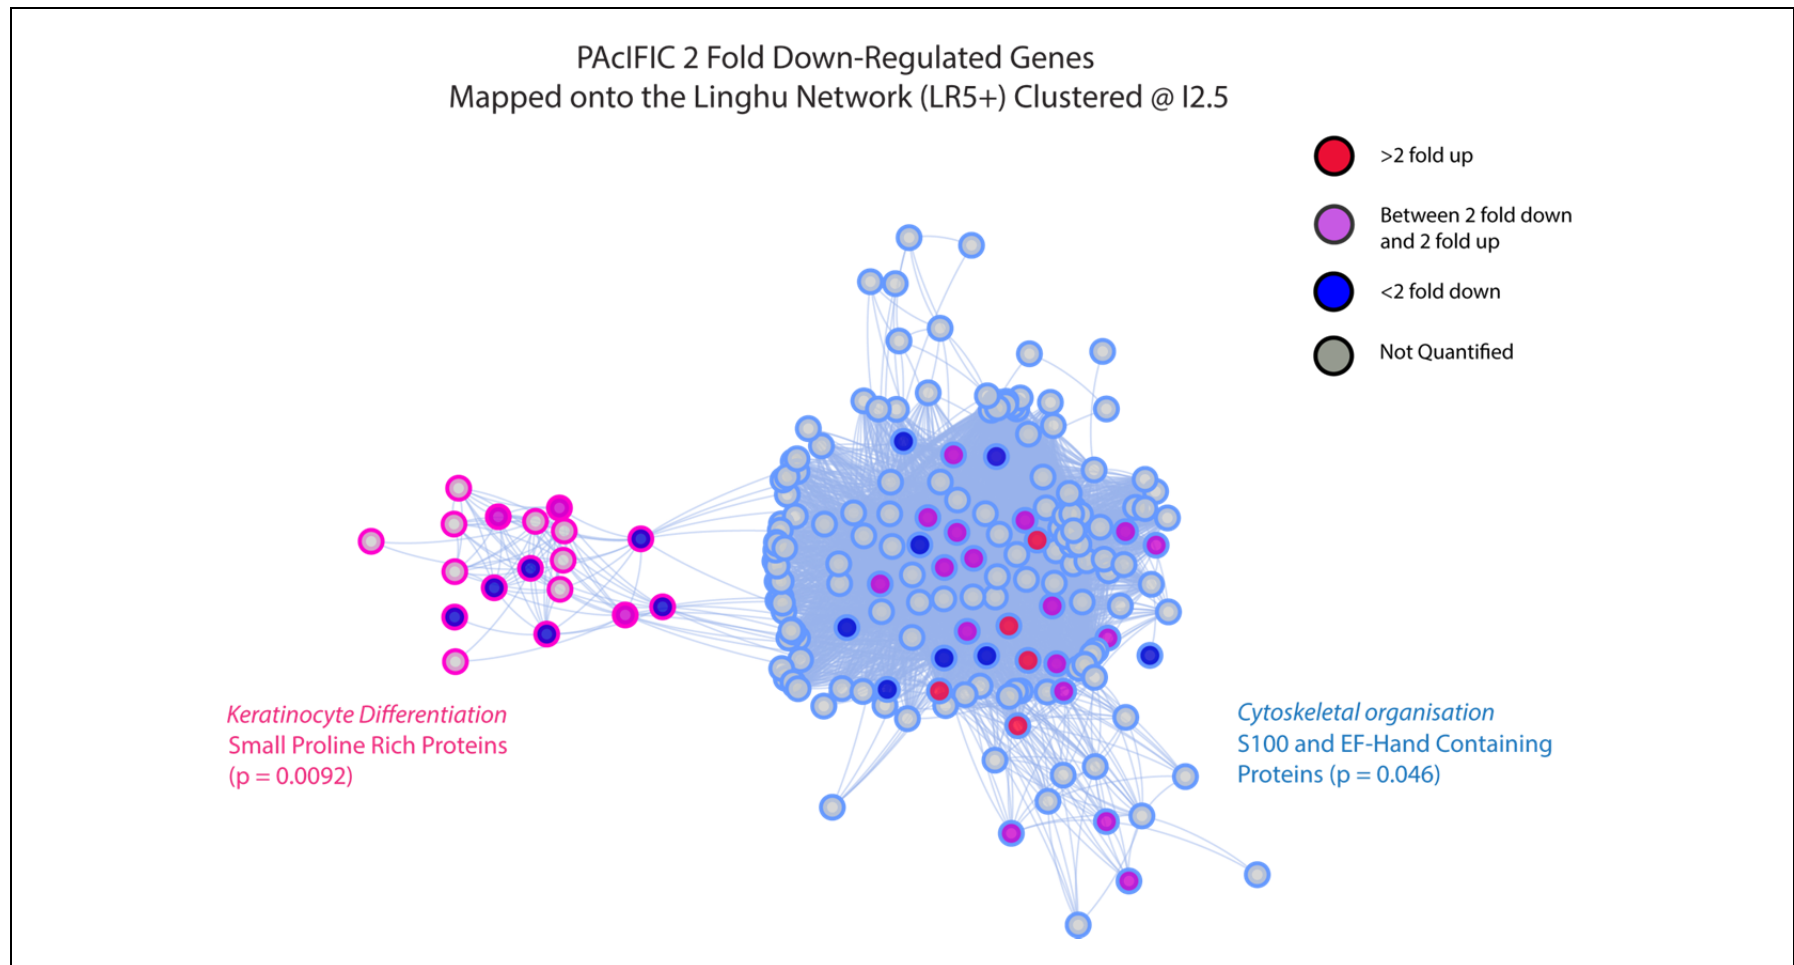 PAcIFIC 2 Fold Down-Regulated Genes
Mapped onto the Linghu Network (LR5+) Clustered @ I2.5
>2 fold up
Between 2 fold down
and 2 fold up
<2 fold down
Not Quantified
Keratinocyte Differentiation
Small Proline Rich Proteins
(p = 0.0092)
Cytoskeletal organisation
S100 and EF-Hand Containing
Proteins (p = 0.046)